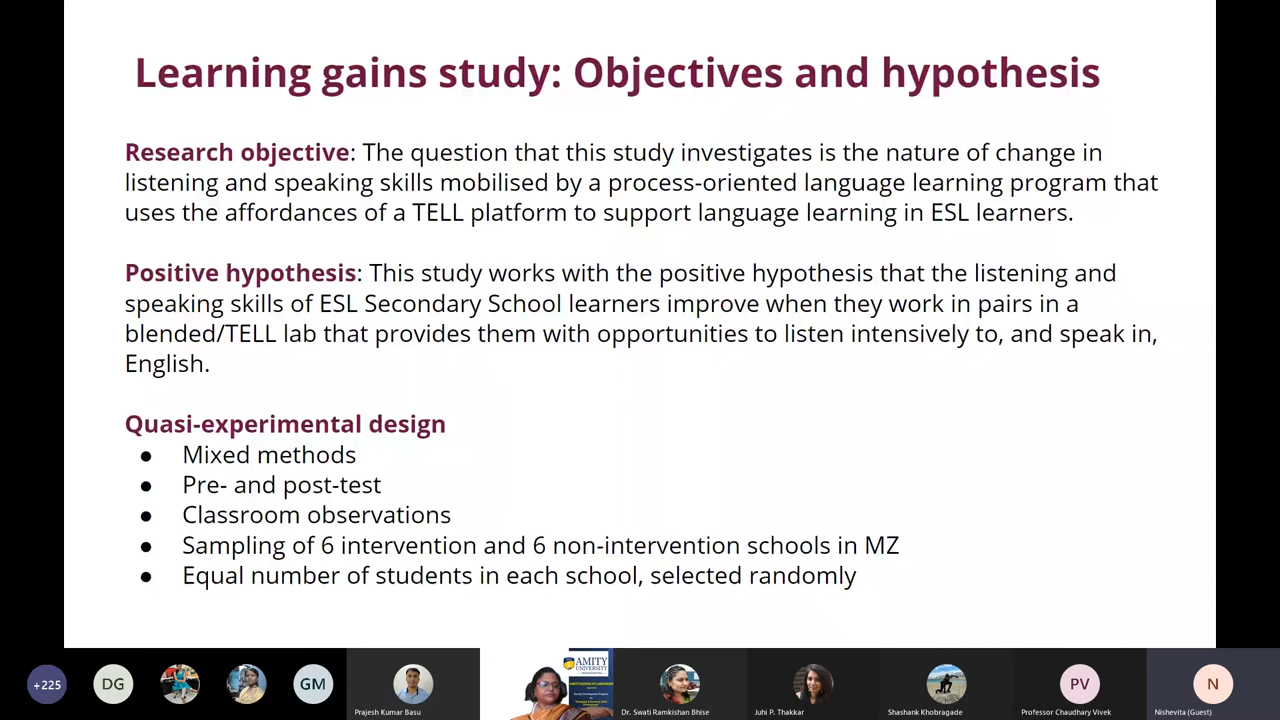 Learning gains study: Objectives and hypothesis
Research objective: The question that this study investigates is the nature of change in
listening and speaking skills mobilised by a process-oriented language learning program that
uses the affordances of a TELL platform to support language learning in ESL learners.
Positive hypothesis: This study works with the positive hypothesis that the listening and
speaking skills of ESL Secondary School learners improve when they work in pairs in a
blended/TELL lab that provides them with opportunities to listen intensively to, and speak in,
English.
Quasi-experimental design
● Mixed methods
● Pre- and post-test
● Classroom observations
● Sampling of 6 intervention and 6 non-intervention schools in MZ
● Equal number of students in each school, selected randomly
+225
DG
GM
Prajesh Kumar Basu
AMITY
UNIVERSITY
Dr. Swati Ramkishan Bhise
Juhi P. Thakkar
Shashank Khobragade
PV
Professor Chaudhary Vivek
N
Nishevita (Guest)